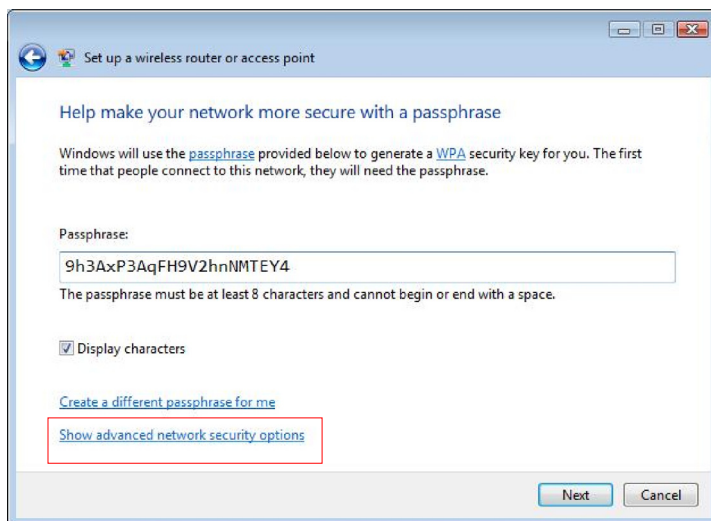 Set up a wireless router or access point
Help make your network more secure with a passphrase
Windows will use the passphrase provided below to generate a WPA security key for you. The first
time that people connect to this network, they will need the passphrase.
Passphrase:
9h3AxP3AqFH9V2hnNMTEY4
The passphrase must be at least 8 characters and cannot begin or end with a space.
Display characters
Create a different passphrase for me
Show advanced network security options
Next Cancel